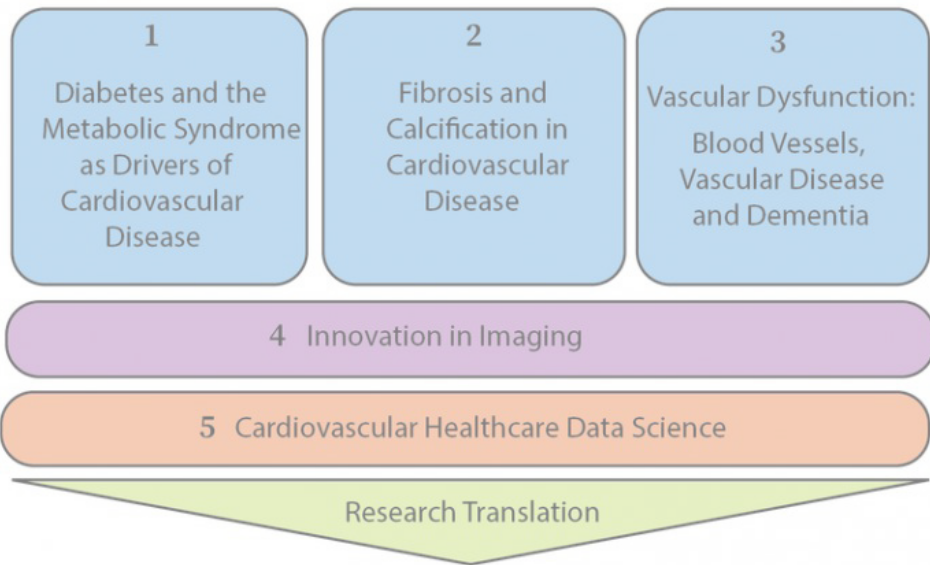 1
Diabetes and the
Metabolic Syndrome
as Drivers of
Cardiovascular
Disease
2
Fibrosis and
Calcification in
Cardiovascular
Disease
3
Vascular Dysfunction:
Blood Vessels,
Vascular Disease
and Dementia
4 Innovation in Imaging
5 Cardiovascular Healthcare Data Science
Research Translation